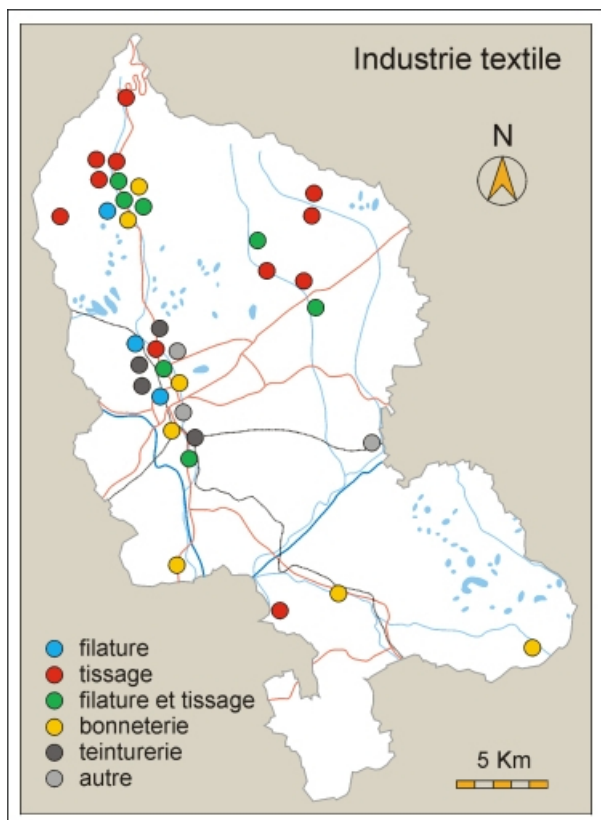 Industrie textile
N
filature
tissage
filature et tissage
bonneterie
teinturerie
autre
5 Km